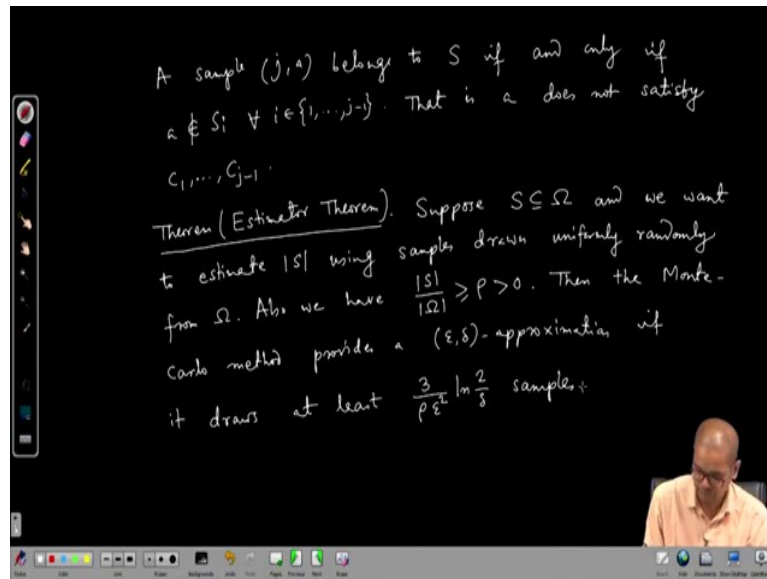 A sample (j, a) belongs to S if and only if
a ∉ Si ∀ i ∈ {1,...,j-1}. That is a does not satisfy
C1,..., Cj-1.
Theorem (Estimator Theorem). Suppose S ⊆ Ω and we want
to estimate |S| using samples drawn uniformly randomly
from Ω. Also we have |S|/|Ω| ≥ ρ > 0. Then the Monte-
Carlo method provides a (ε,δ)-approximation if
it draws at least 3/ρε² ln 2/δ samples.